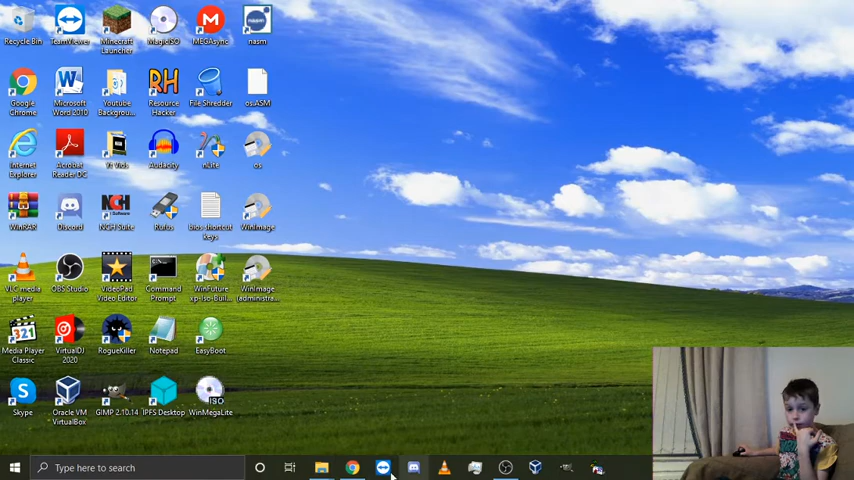 Recycle Bin
TeamViewer
Minecraft
Launcher
MagicISO
MEGAsync
nasm
Google
Chrome
Microsoft
Word 2010
Youtube
Backgrou...
Resource
Hacker
File Shredder
os.ASM
Internet
Explorer
Acrobat
Reader DC
Yt Vids
Audacity
nLite
os
WinRAR
Discord
NCH Suite
Rufus
bios shortcut
keys
WinImage
VLC media
player
OBS Studio
VideoPad
Video Editor
Command
Prompt
WinFuture
xp-Iso-Buil...
WinImage
(administra...
Media Player
Classic
VirtualDJ
2020
RogueKiller
Notepad
EasyBoot
Skype
Oracle VM
VirtualBox
GIMP 2.10.14
IPFS Desktop
WinMegaLite
Type here to search